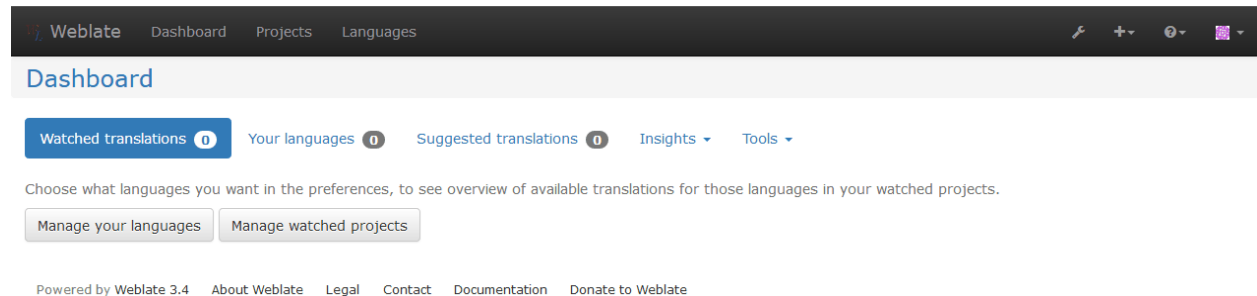 Weblate Dashboard Projects Languages
Dashboard
Watched translations 0 Your languages 0 Suggested translations 0 Insights Tools
Choose what languages you want in the preferences, to see overview of available translations for those languages in your watched projects.
Manage your languages Manage watched projects
Powered by Weblate 3.4 About Weblate Legal Contact Documentation Donate to Weblate